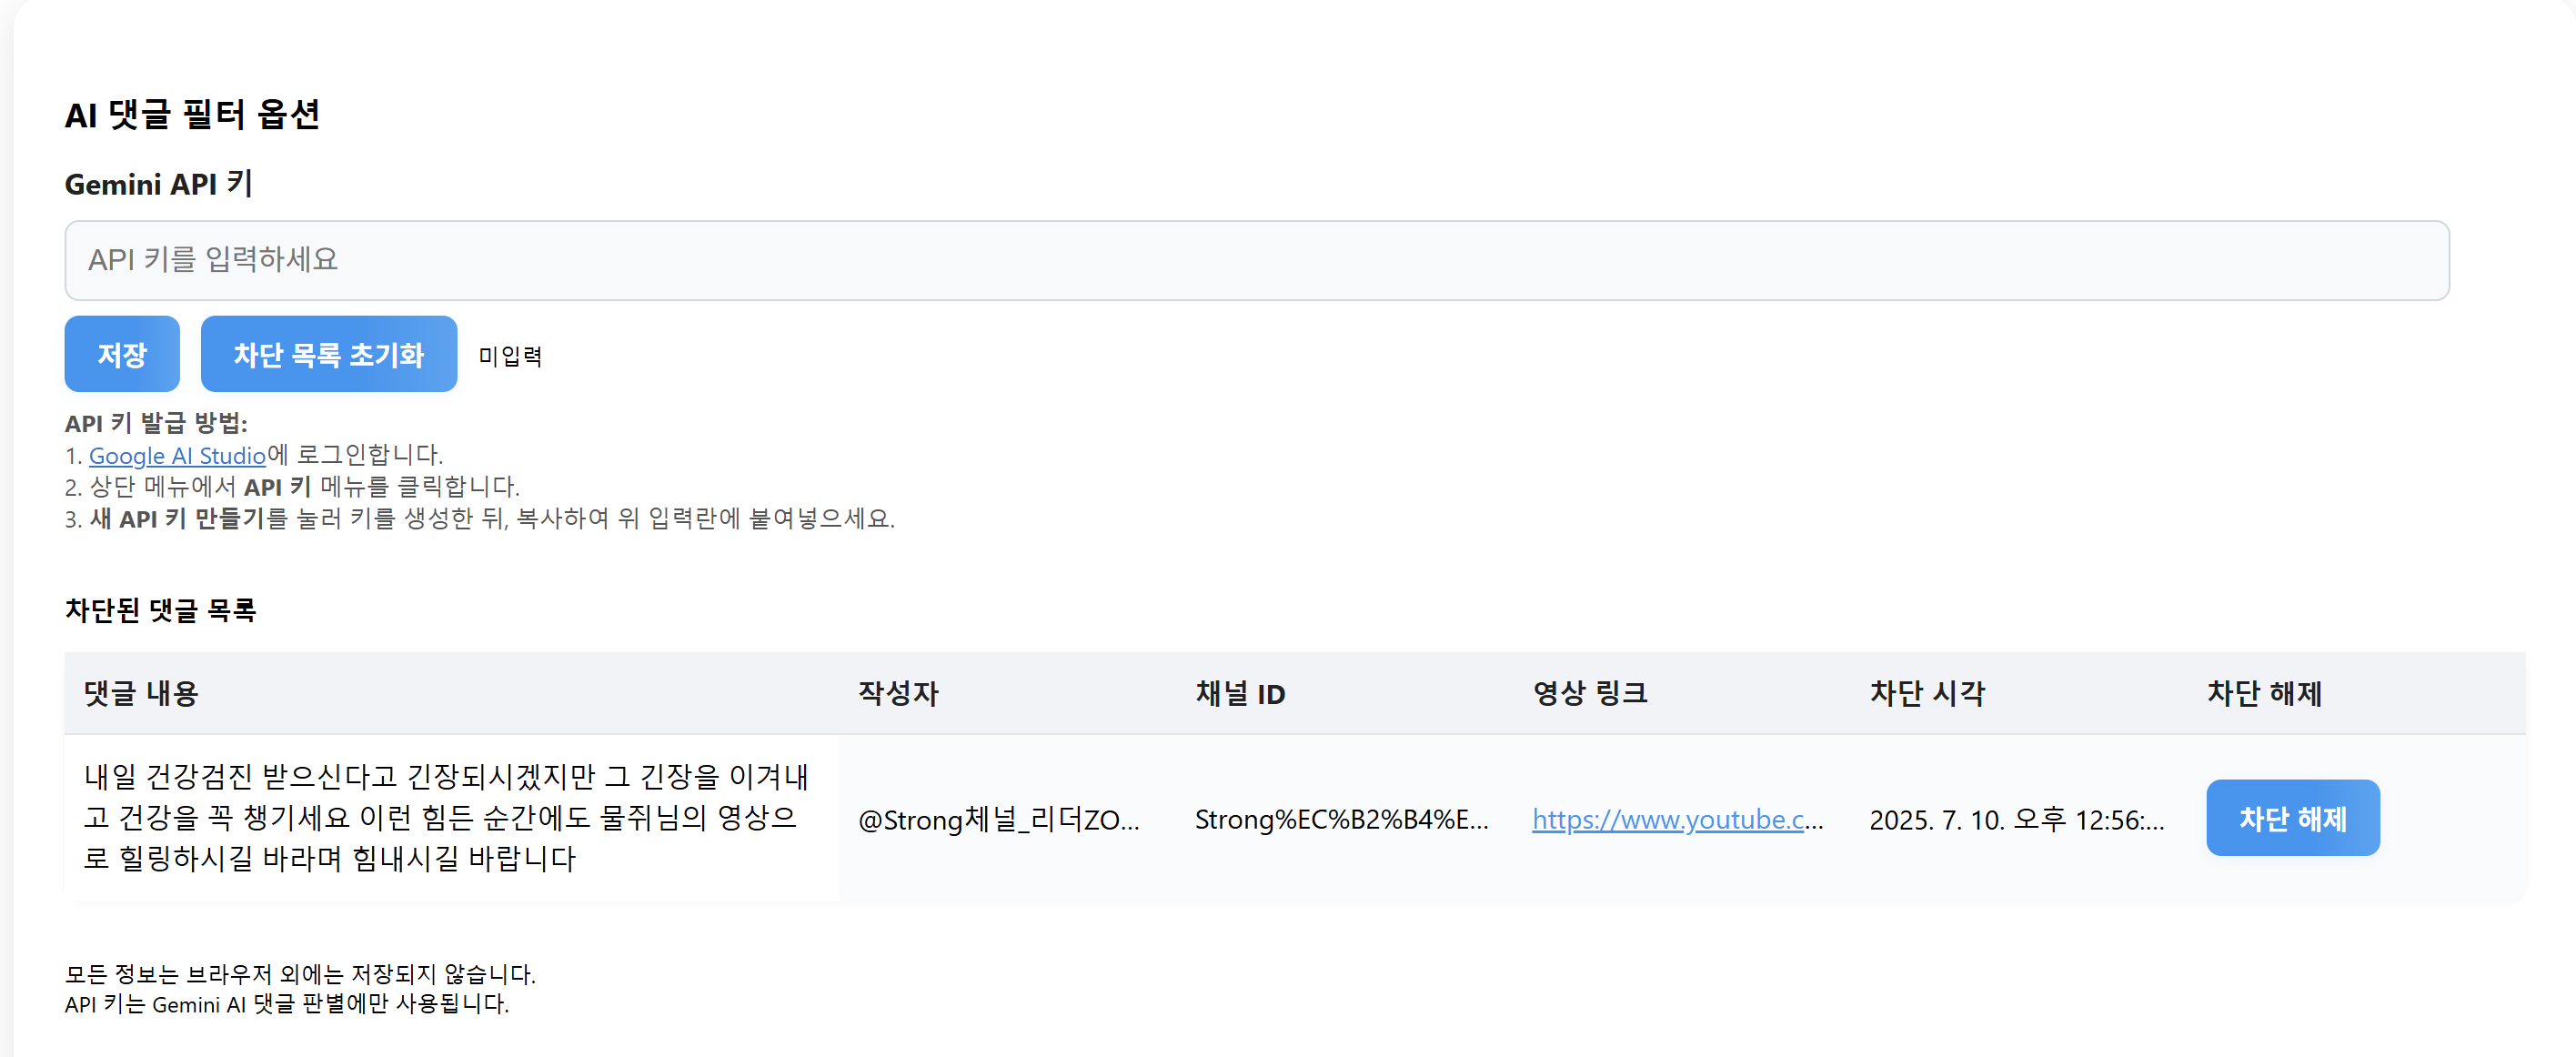 AI 댓글 필터 옵션
Gemini API 키
API 키를 입력하세요
저장
차단 목록 초기화
미입력
API 키 발급 방법:
1. Google AI Studio에 로그인합니다.
2. 상단 메뉴에서 API 키 메뉴를 클릭합니다.
3. 새 API 키 만들기를 눌러 키를 생성한 뒤, 복사하여 위 입력란에 붙여넣으세요.
차단된 댓글 목록
댓글 내용 작성자 채널 ID 영상 링크 차단 시각 차단 해제
내일 건강검진 받으신다고 긴장되시겠지만 그 긴장을 이겨내
고 건강을 꼭 챙기세요 이런 힘든 순간에도 물쥐님의 영상으
로 힐링하시길 바라며 힘내시길 바랍니다
@Strong체널_리더ZO... Strong%EC%B2%B4%E... https://www.youtube.c... 2025. 7. 10. 오후 12:56:... 차단 해제
모든 정보는 브라우저 외에는 저장되지 않습니다.
API 키는 Gemini AI 댓글 판별에만 사용됩니다.